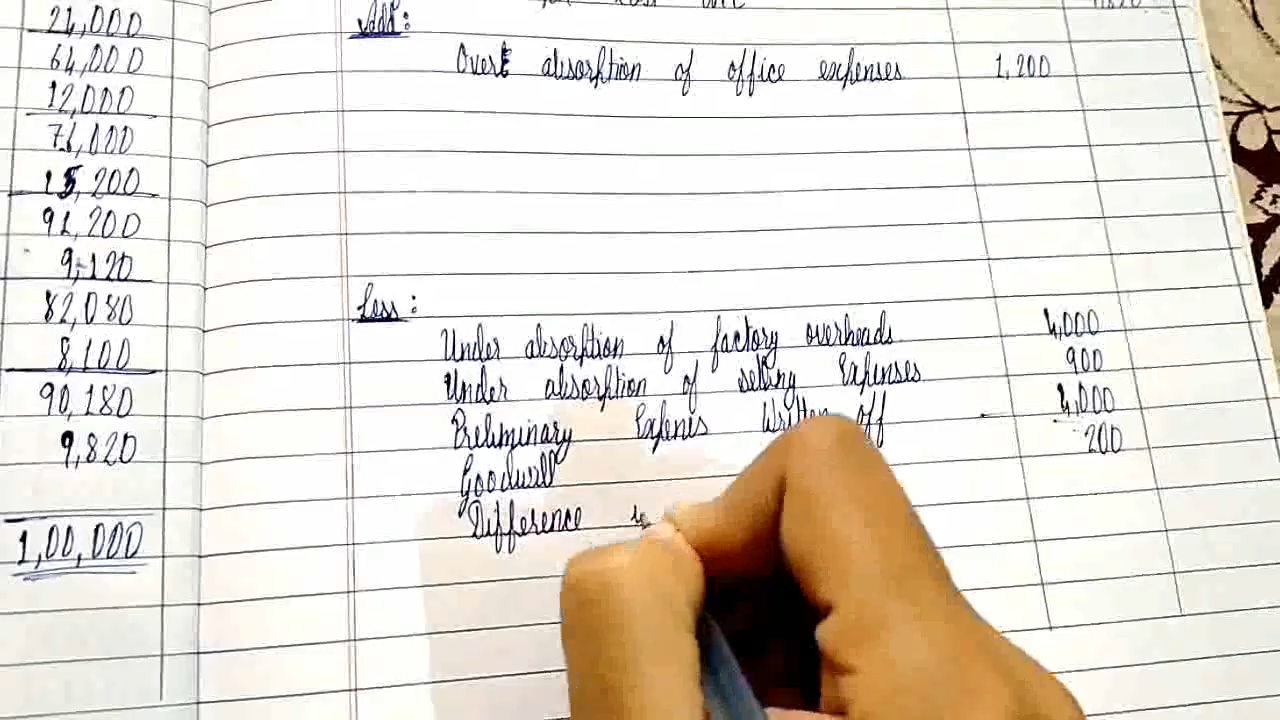 21,000
64,000
12,000
76,000
15,200
91,200
9,120
82,080
8,100
90,180
9,820
1,00,000
Add:
Over absorption of office expenses 1,200
Less:
Under absorption of factory overheads 4,000
Under absorption of selling Expenses 900
Preliminary Expenes Written off 4,000
Goodwill 200
Difference